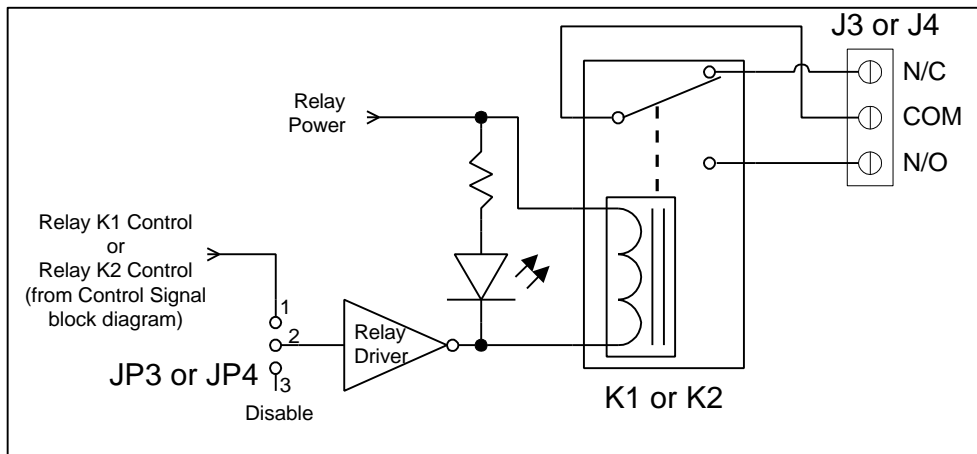 J3 or J4
N/C
COM
N/O
Relay
Power
Relay K1 Control
or
Relay K2 Control
(from Control Signal
block diagram)
1
2
3
JP3 or JP4
Disable
Relay
Driver
K1 or K2